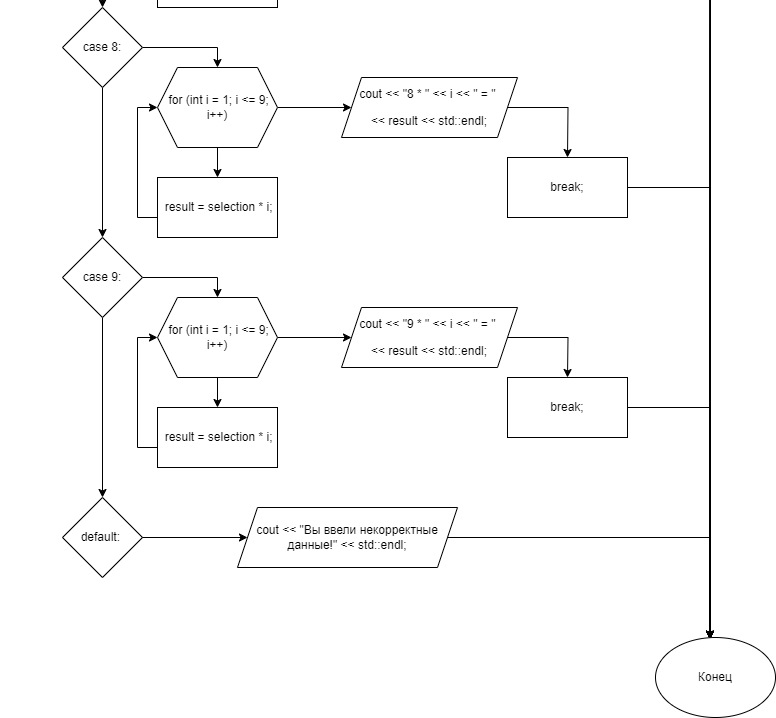 case 8:
for (int i = 1; i <= 9;
i++)
cout << "8 * " << i << " = "
<< result << std::endl;
result = selection * i;
break;
case 9:
for (int i = 1; i <= 9;
i++)
cout << "9 * " << i << " = "
<< result << std::endl;
result = selection * i;
break;
default:
cout << "Вы ввели некорректные
данные!" << std::endl;
Конец